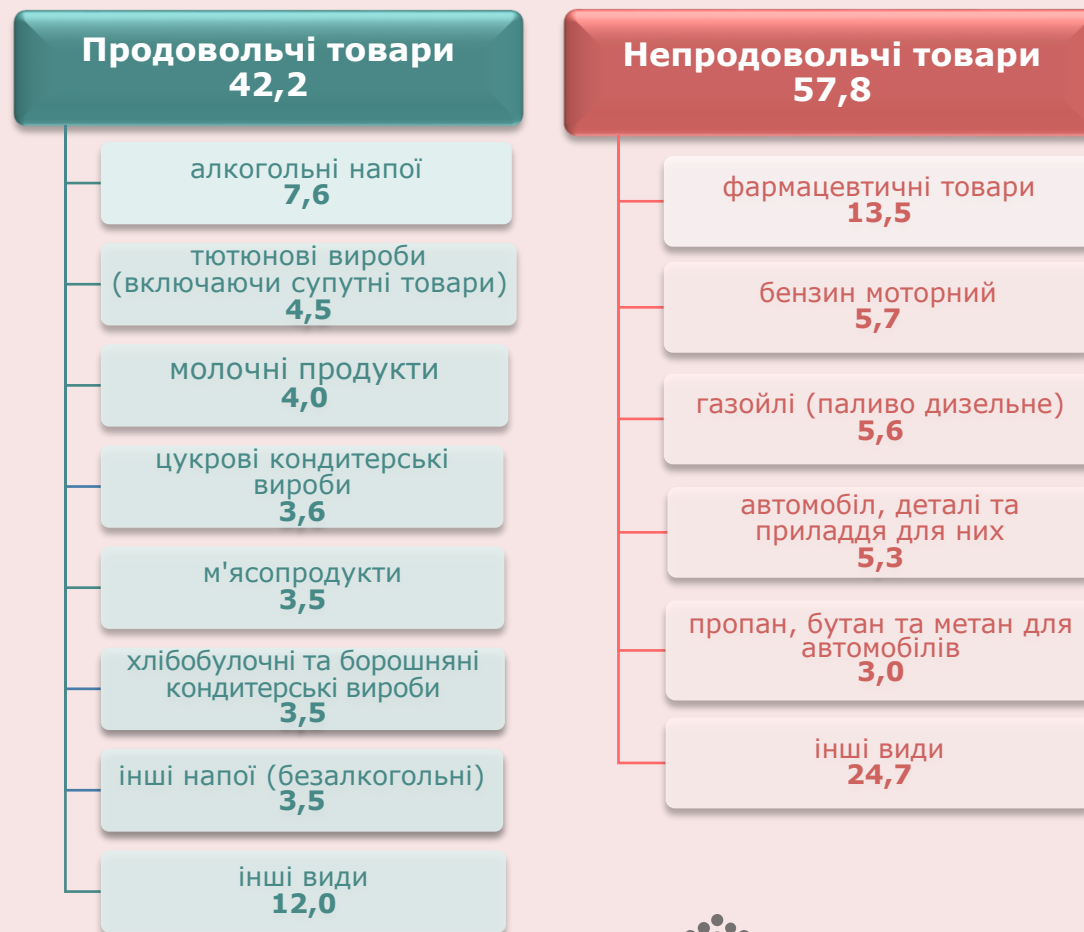 Продовольчі товари
42,2
алкогольні напої
7,6
тютюнові вироби
(включаючи супутні товари)
4,5
молочні продукти
4,0
цукрові кондитерські
вироби
3,6
м'ясопродукти
3,5
хлібобулочні та борошняні
кондитерські вироби
3,5
інші напої (безалкогольні)
3,5
інші види
12,0
Непродовольчі товари
57,8
фармацевтичні товари
13,5
бензин моторний
5,7
газойлі (паливо дизельне)
5,6
автомобіл, деталі та
приладдя для них
5,3
пропан, бутан та метан для
автомобілів
3,0
інші види
24,7